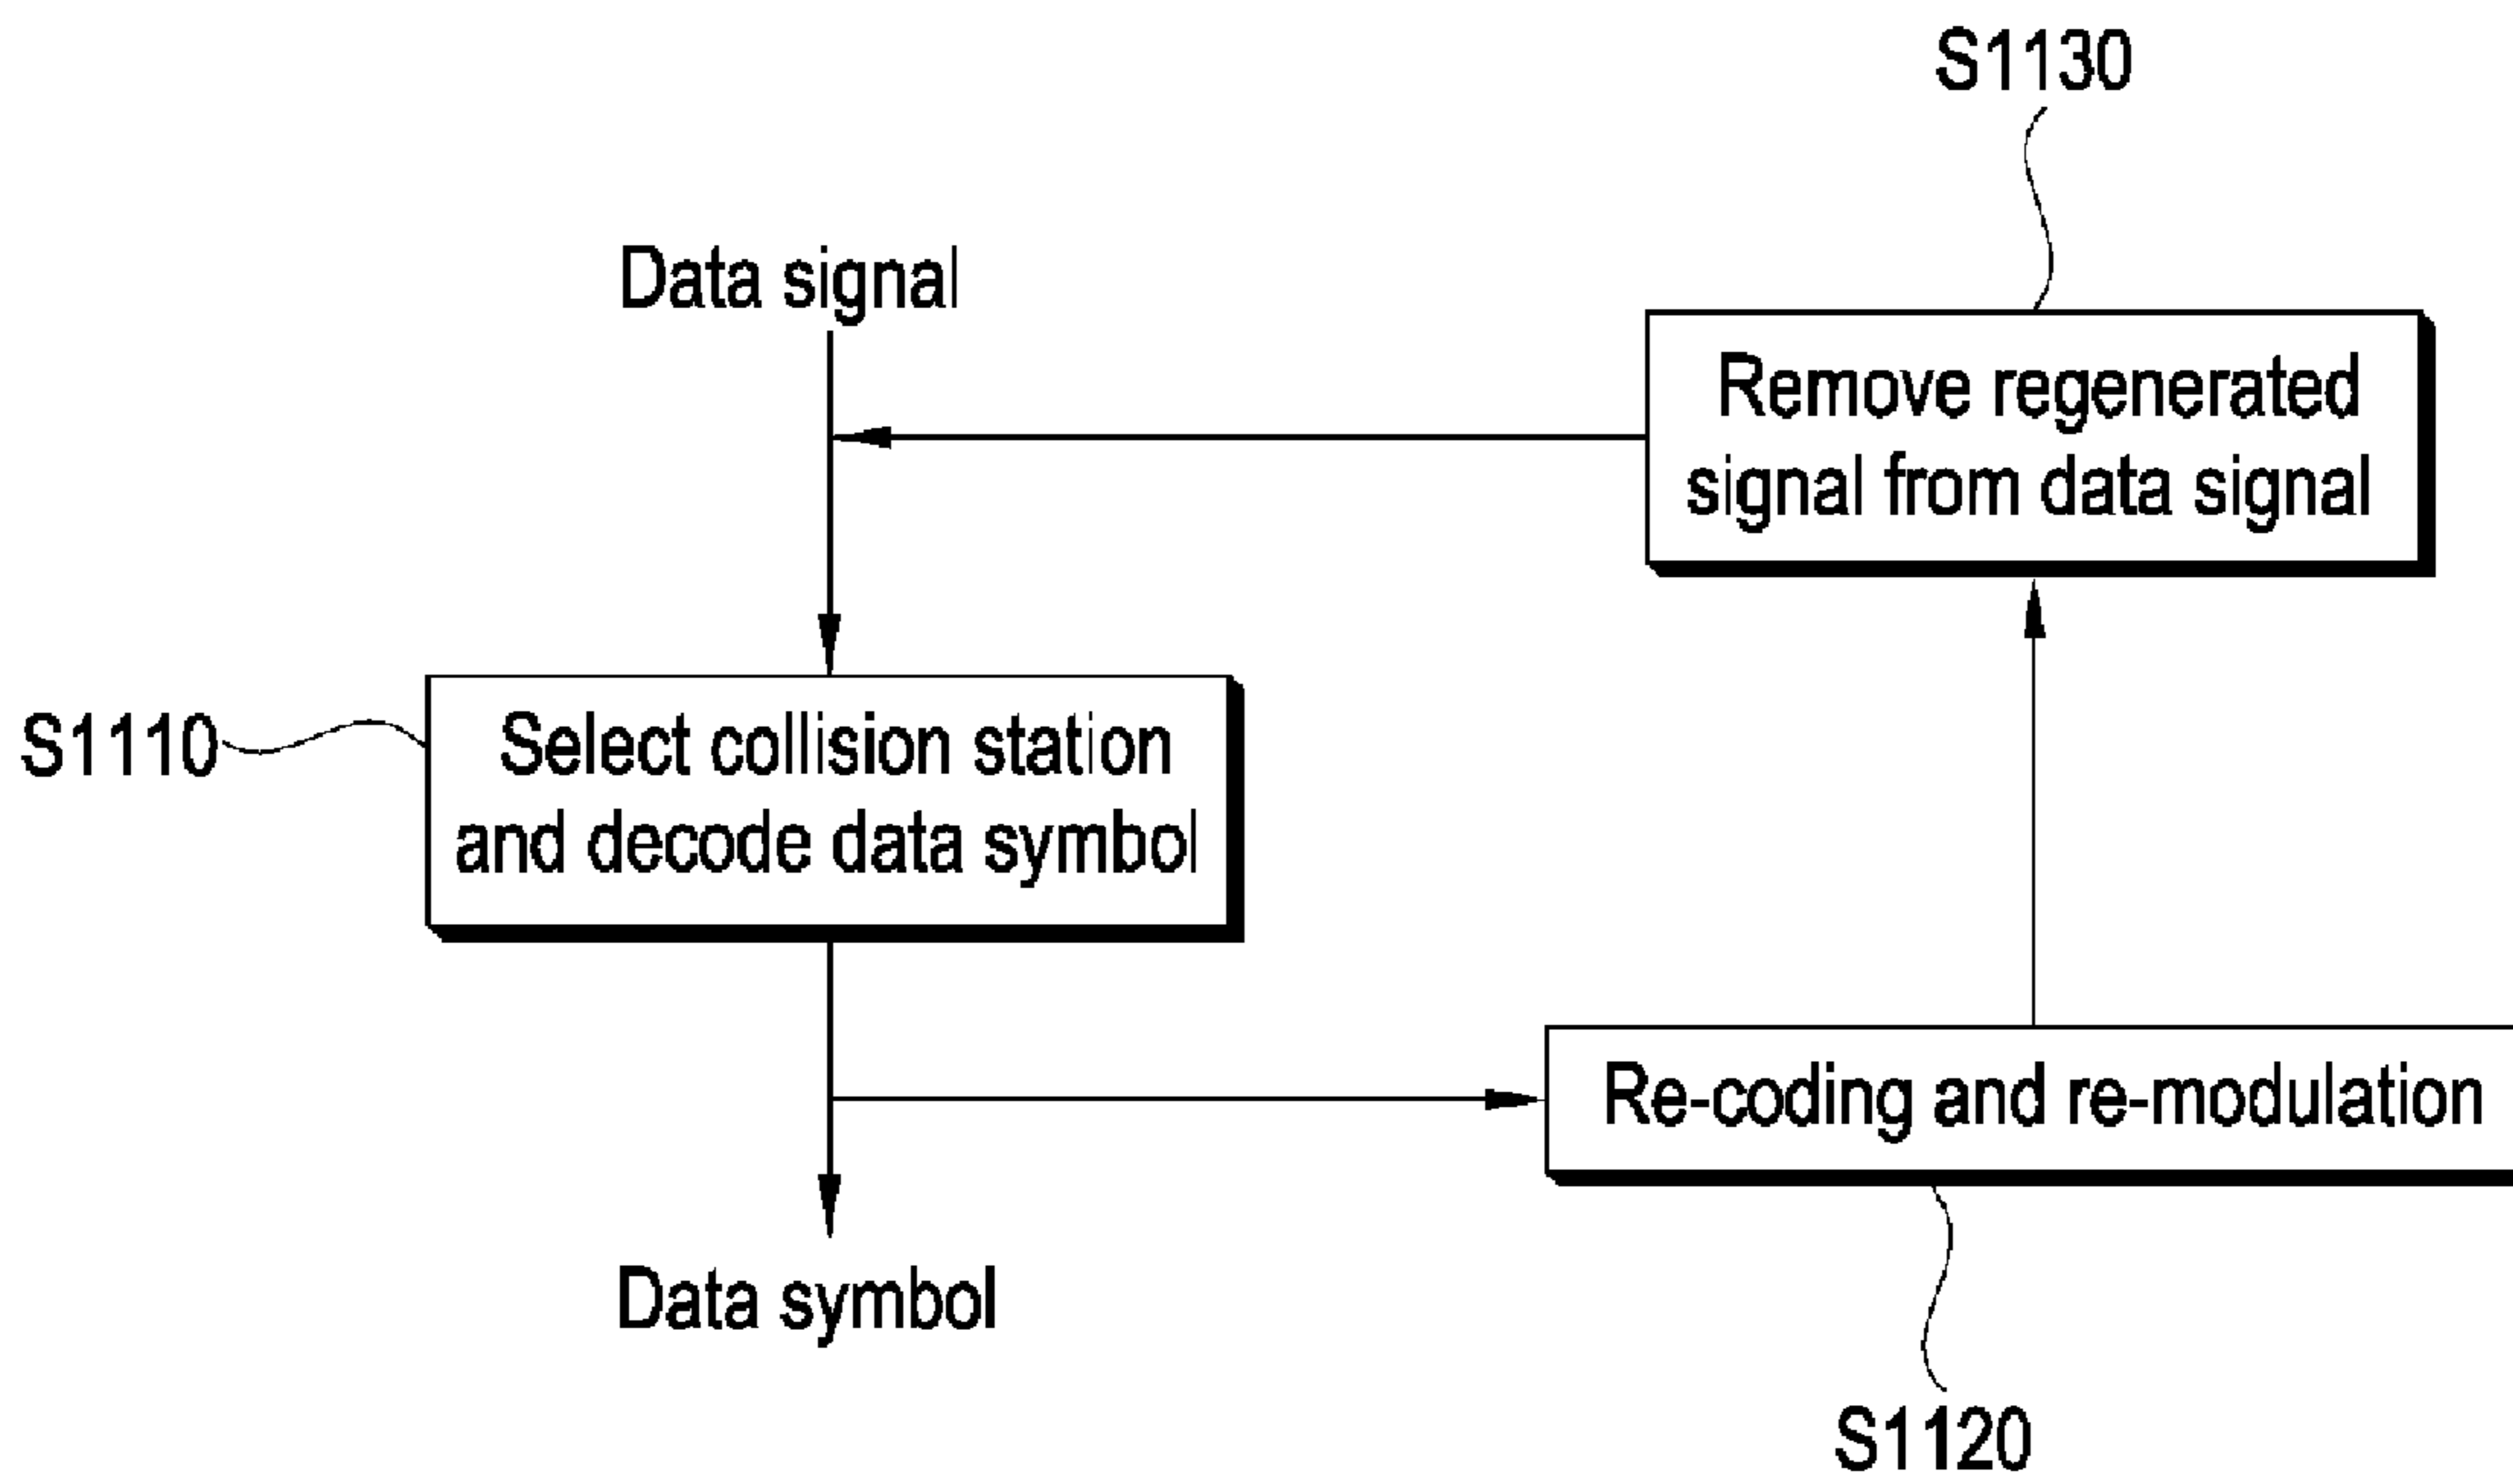 S1130
Data signal
Remove regenerated
signal from data signal
S1110
Select collision station
and decode data symbol
Re-coding and re-modulation
Data symbol
S1120